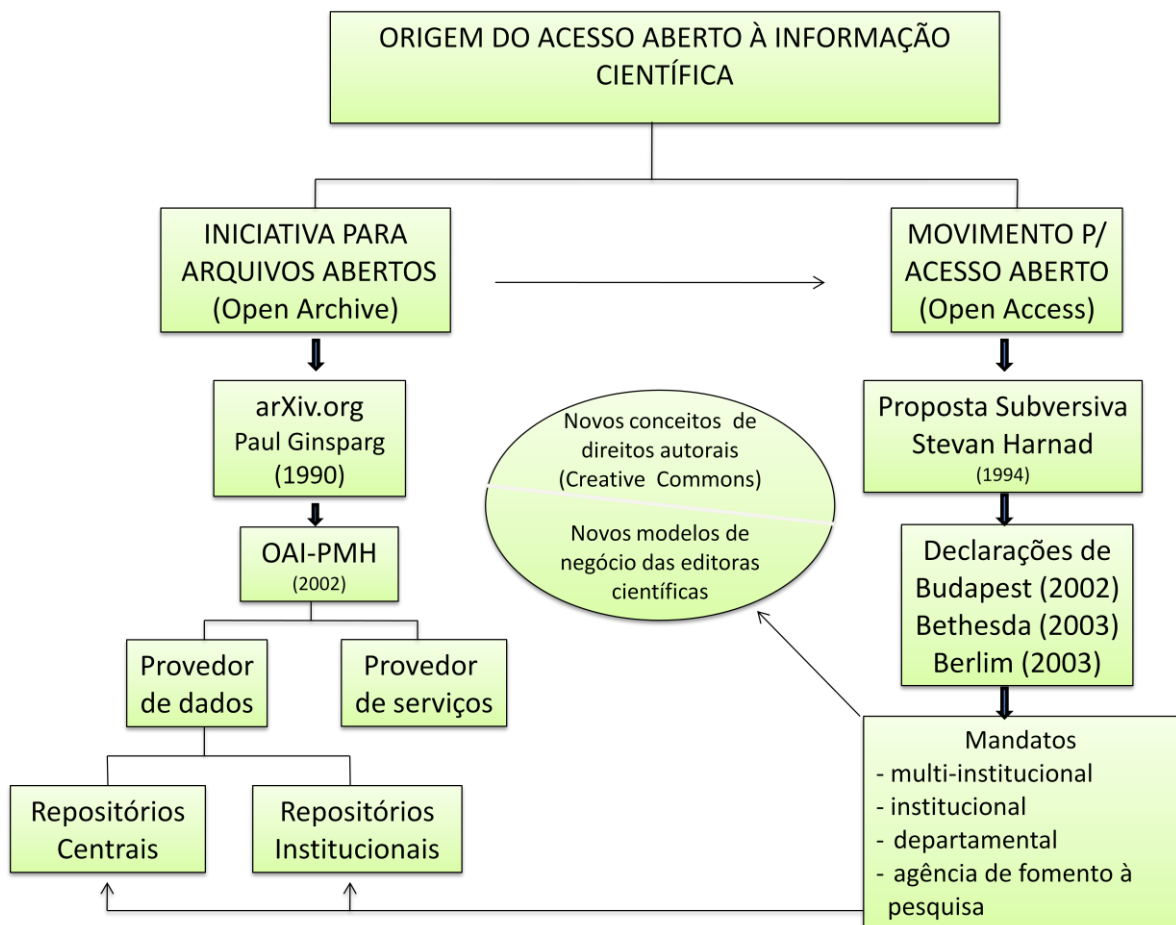 ORIGEM DO ACESSO ABERTO À INFORMAÇÃO
CIENTÍFICA
INICIATIVA PARA
ARQUIVOS ABERTOS
(Open Archive)
MOVIMENTO P/
ACESSO ABERTO
(Open Access)
arXiv.org
Paul Ginsparg
(1990)
Proposta Subversiva
Stevan Harnad
(1994)
Novos conceitos de
direitos autorais
(Creative Commons)
Novos modelos de
negócio das editoras
científicas
OAI-PMH
(2002)
Declarações de
Budapest (2002)
Bethesda (2003)
Berlim (2003)
Provedor
de dados
Provedor
de serviços
Repositórios
Centrais
Repositórios
Institucionais
Mandatos
- multi-institucional
- institucional
- departamental
- agência de fomento à
pesquisa